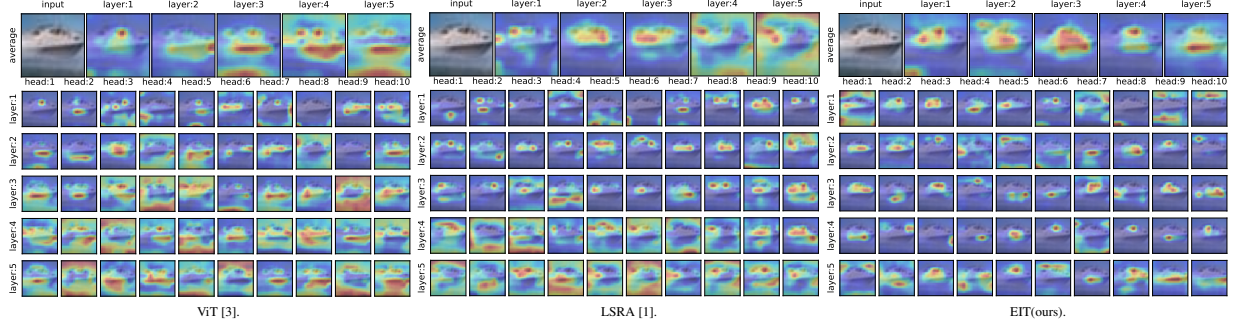 input layer:1 layer:2 layer:3 layer:4 layer:5
average
head:1 head:2 head:3 head:4 head:5 head:6 head:7 head:8 head:9 head:10
layer:1
layer:2
layer:3
layer:4
layer:5
ViT [3].
input layer:1 layer:2 layer:3 layer:4 layer:5
average
head:1 head:2 head:3 head:4 head:5 head:6 head:7 head:8 head:9 head:10
layer:1
layer:2
layer:3
layer:4
layer:5
LSRA [1].
input layer:1 layer:2 layer:3 layer:4 layer:5
average
head:1 head:2 head:3 head:4 head:5 head:6 head:7 head:8 head:9 head:10
layer:1
layer:2
layer:3
layer:4
layer:5
EIT(ours).